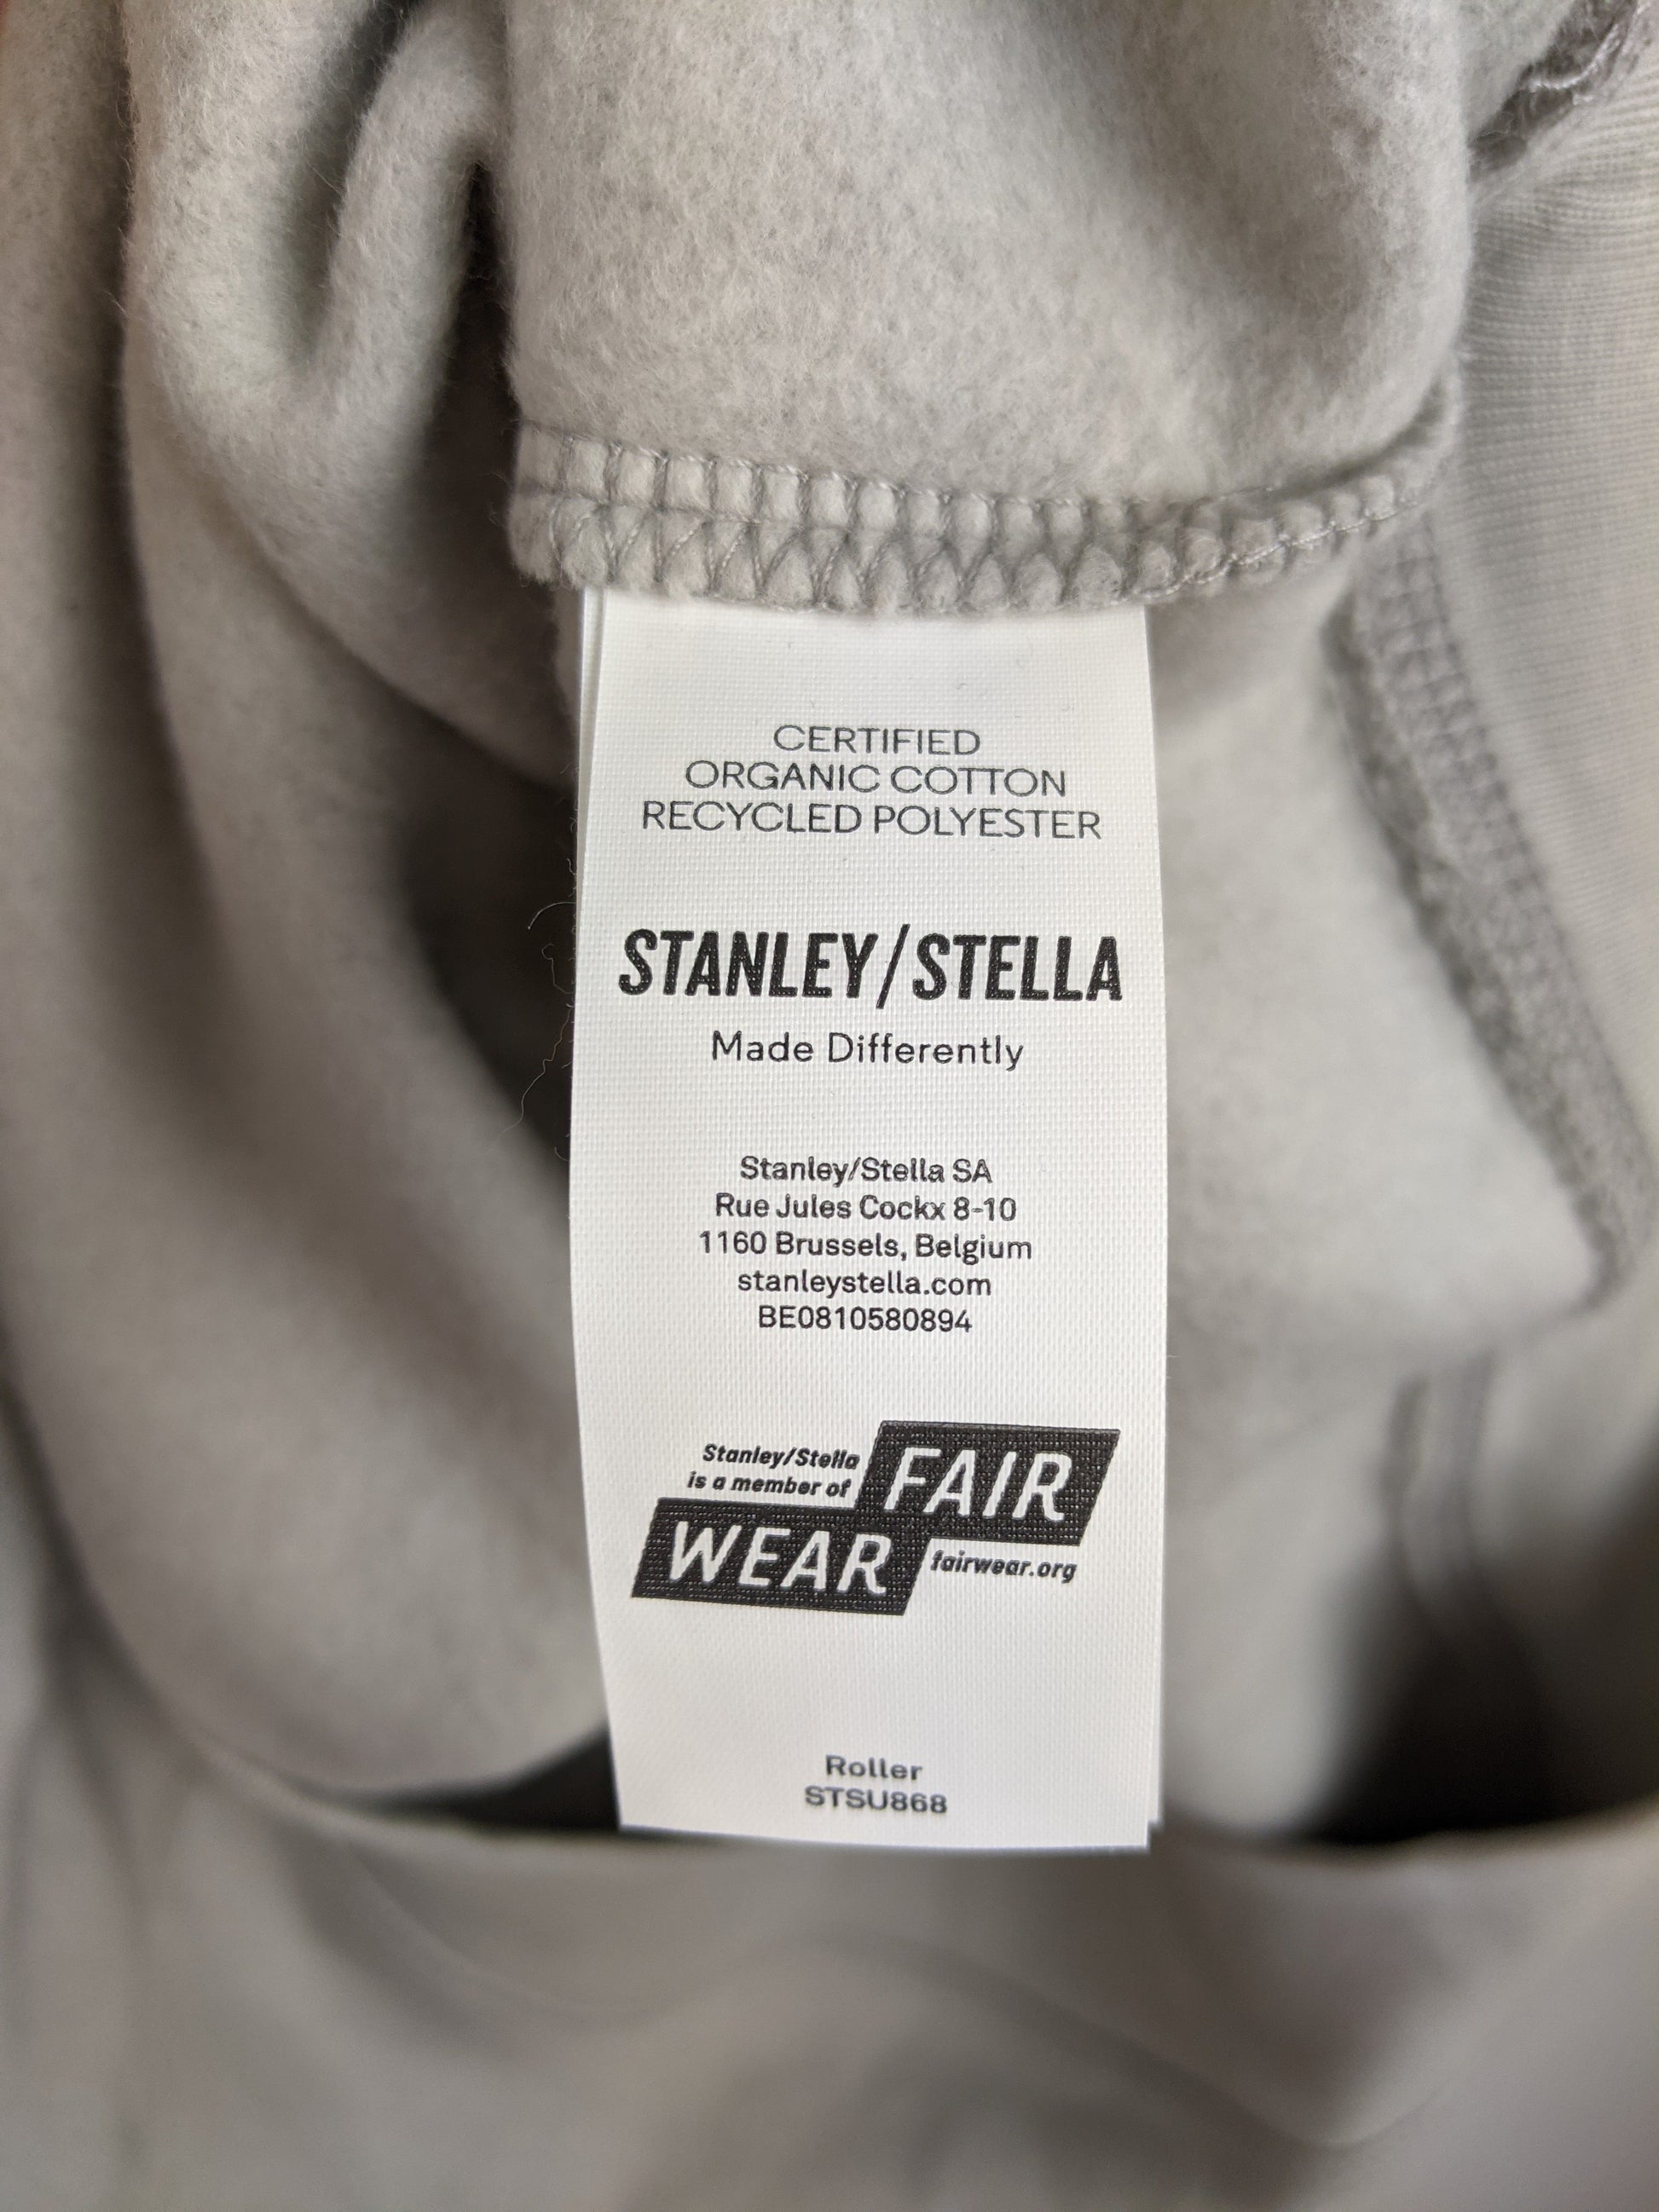 CERTIFIED
ORGANIC COTTON
RECYCLED POLYESTER
STANLEY/STELLA
Made Differently
Stanley/Stella SA
Rue Jules Cockx 8-10
1160 Brussels, Belgium
stanleystella.com
BE0810580894
Stanley/Stella
is a member of
FAIR
WEAR
fairwear.org
Roller
STSU868